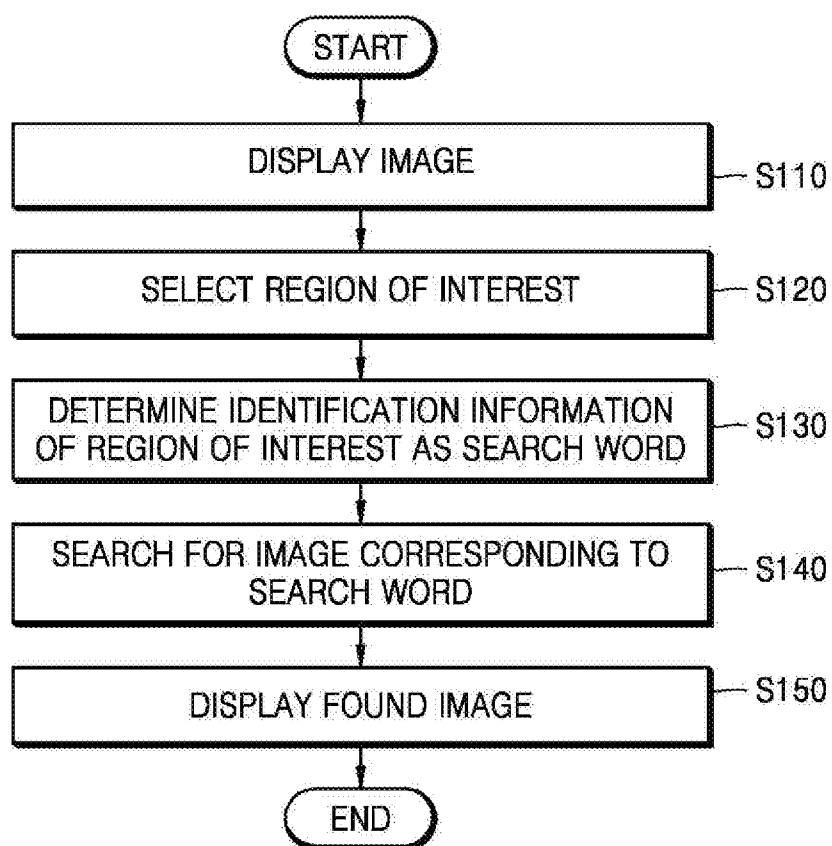 START
DISPLAY IMAGE
S110
SELECT REGION OF INTEREST
S120
DETERMINE IDENTIFICATION INFORMATION
OF REGION OF INTEREST AS SEARCH WORD
S130
SEARCH FOR IMAGE CORRESPONDING TO
SEARCH WORD
S140
DISPLAY FOUND IMAGE
S150
END